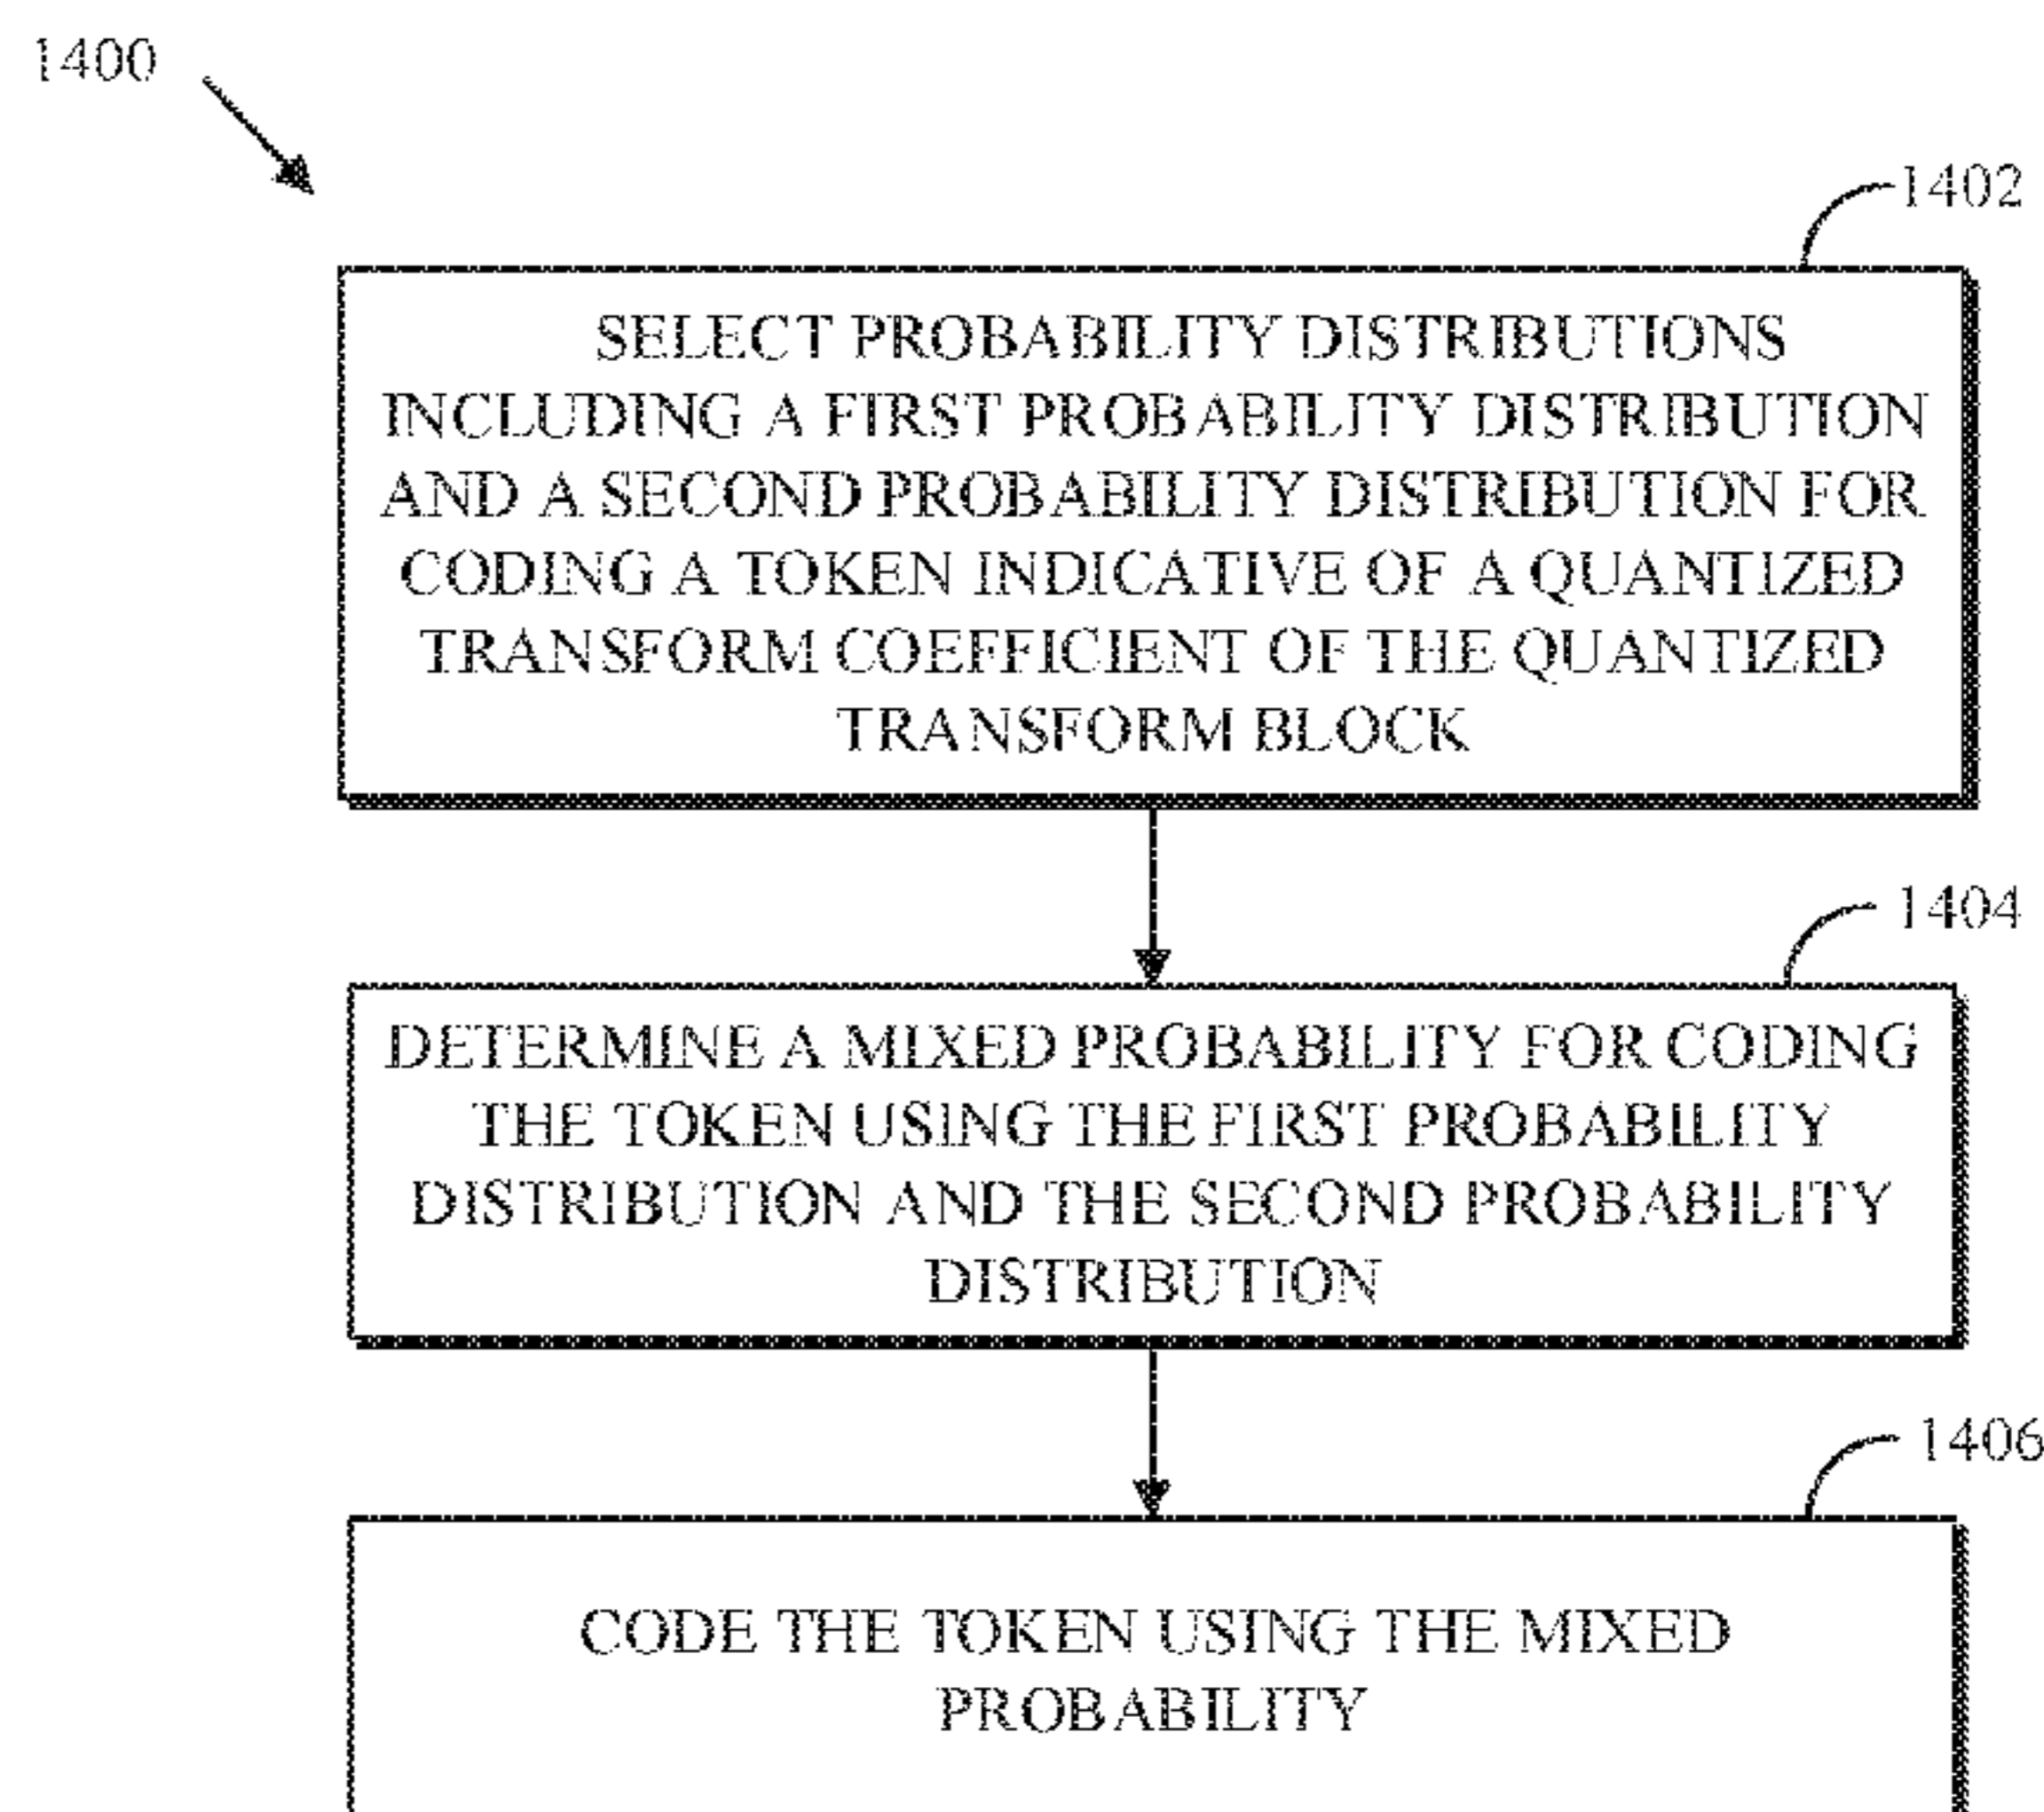 1400
1402
SELECT PROBABILITY DISTRIBUTIONS
INCLUDING A FIRST PROBABILITY DISTRIBUTION
AND A SECOND PROBABILITY DISTRIBUTION FOR
CODING A TOKEN INDICATIVE OF A QUANTIZED
TRANSFORM COEFFICIENT OF THE QUANTIZED
TRANSFORM BLOCK
1404
DETERMINE A MIXED PROBABILITY FOR CODING
THE TOKEN USING THE FIRST PROBABILITY
DISTRIBUTION AND THE SECOND PROBABILITY
DISTRIBUTION
1406
CODE THE TOKEN USING THE MIXED
PROBABILITY